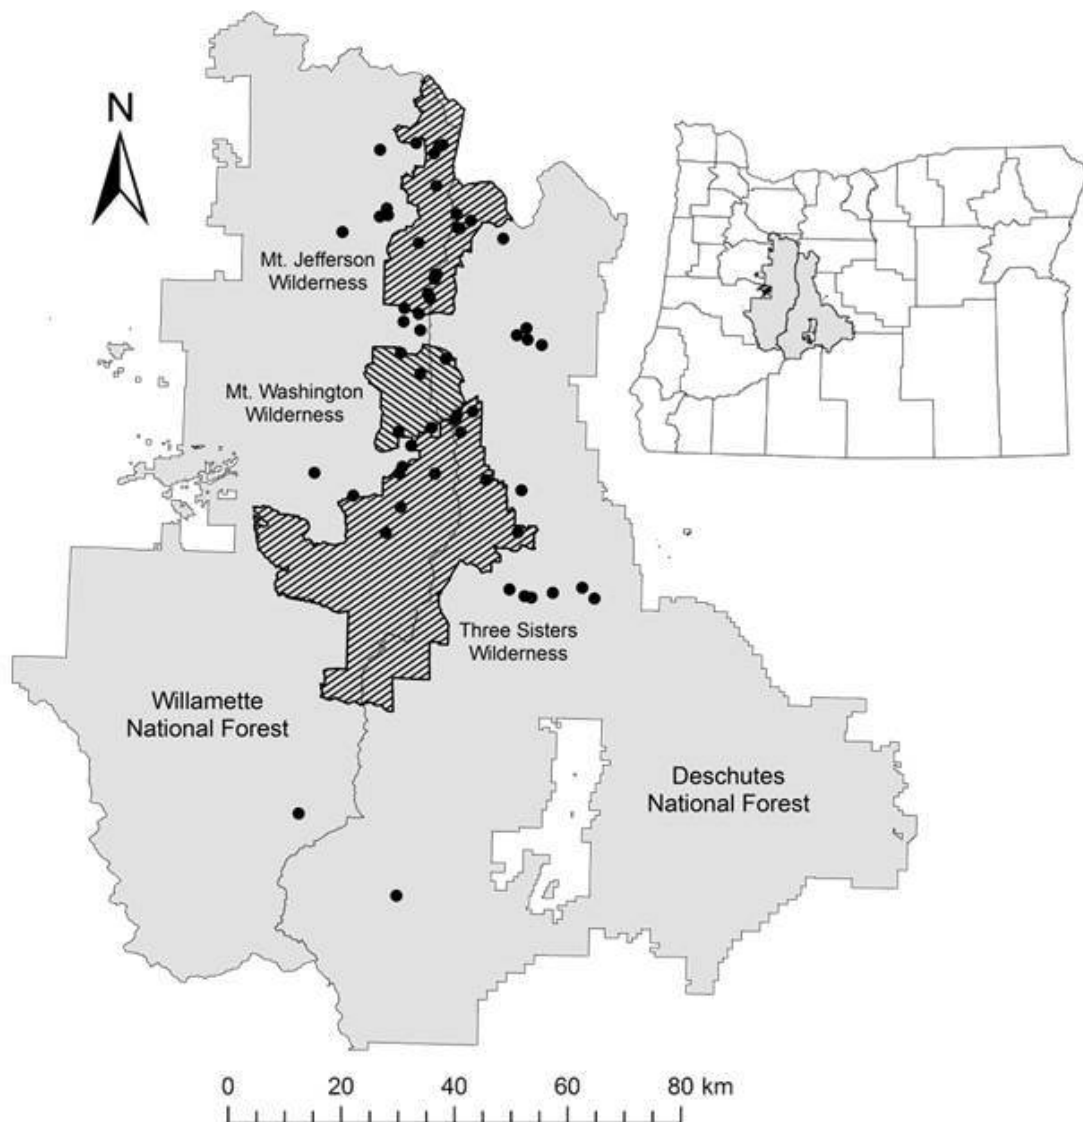 N
Mt. Jefferson
Wilderness
Mt. Washington
Wilderness
Three Sisters
Wilderness
Willamette
National Forest
Deschutes
National Forest
0 20 40 60 80 km